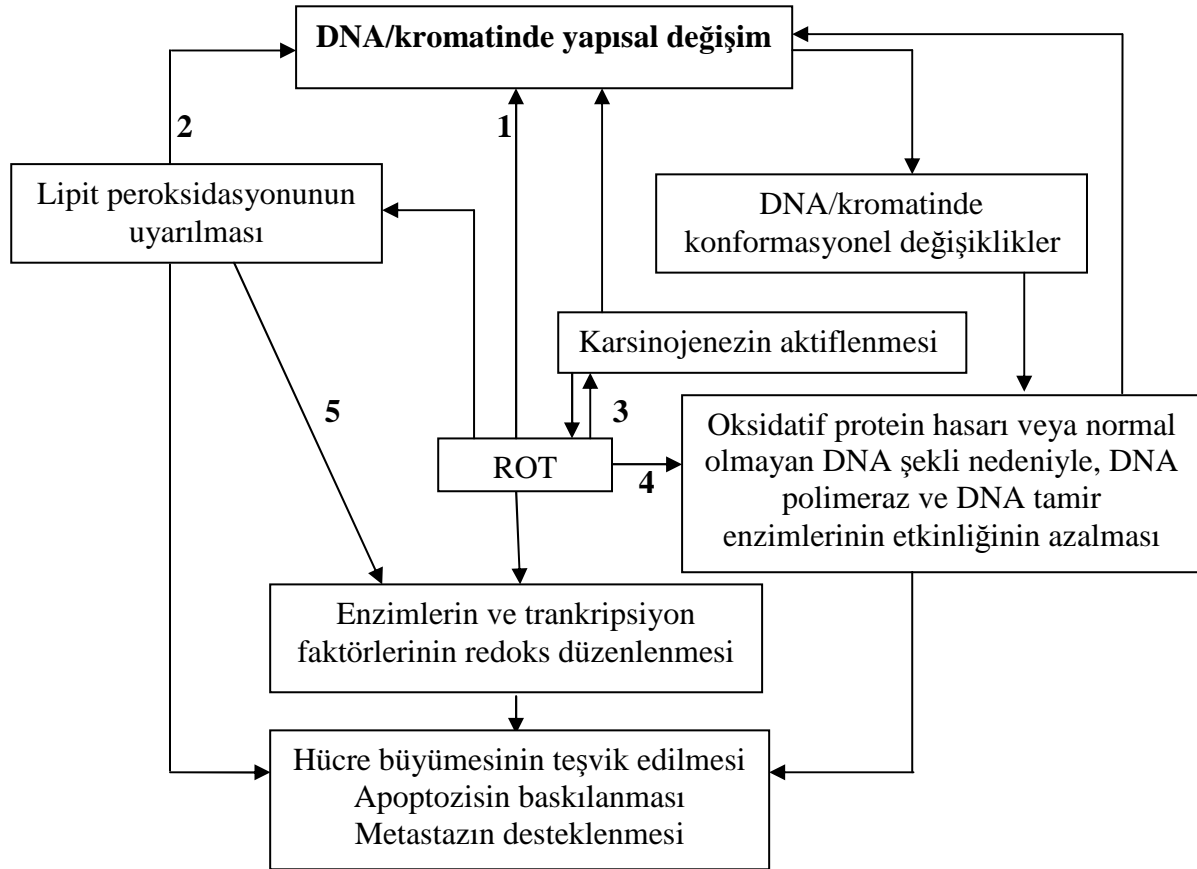 DNA/kromatinde yapısal değişim
2
1
Lipit peroksidasyonunun
uyarılması
DNA/kromatinde
konformasyonel değişiklikler
Karsinojenezin aktiflenmesi
5
3
ROT
4
Oksidatif protein hasarı veya normal
olmayan DNA şekli nedeniyle, DNA
polimeraz ve DNA tamir
enzimlerinin etkinliğinin azalması
Enzimlerin ve trankripsiyon
faktörlerinin redoks düzenlenmesi
Hücre büyümesinin teşvik edilmesi
Apoptozisin baskılanması
Metastazın desteklenmesi